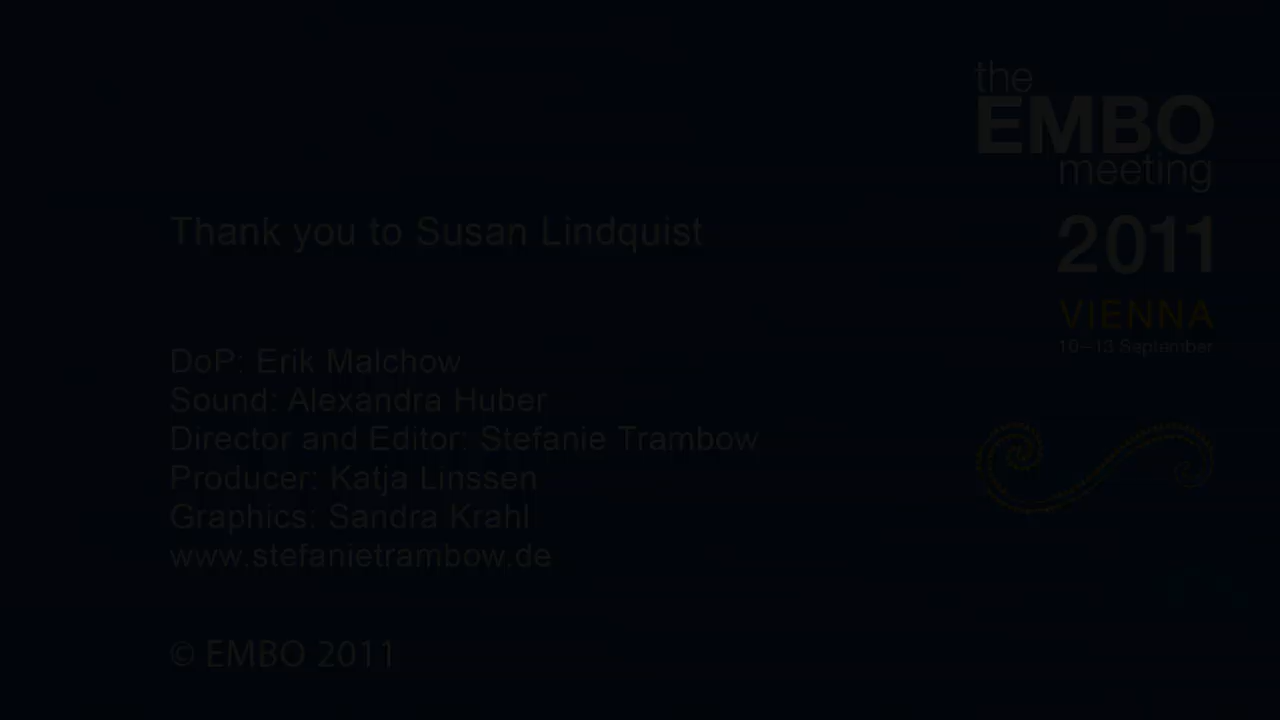 the
EMBO
meeting
2011
VIENNA
10–13 September
Thank you to Susan Lindquist
DoP: Erik Malchow
Sound: Alexandra Huber
Director and Editor: Stefanie Trambow
Producer: Katja Linssen
Graphics: Sandra Krahl
www.stefanietrambow.de
© EMBO 2011